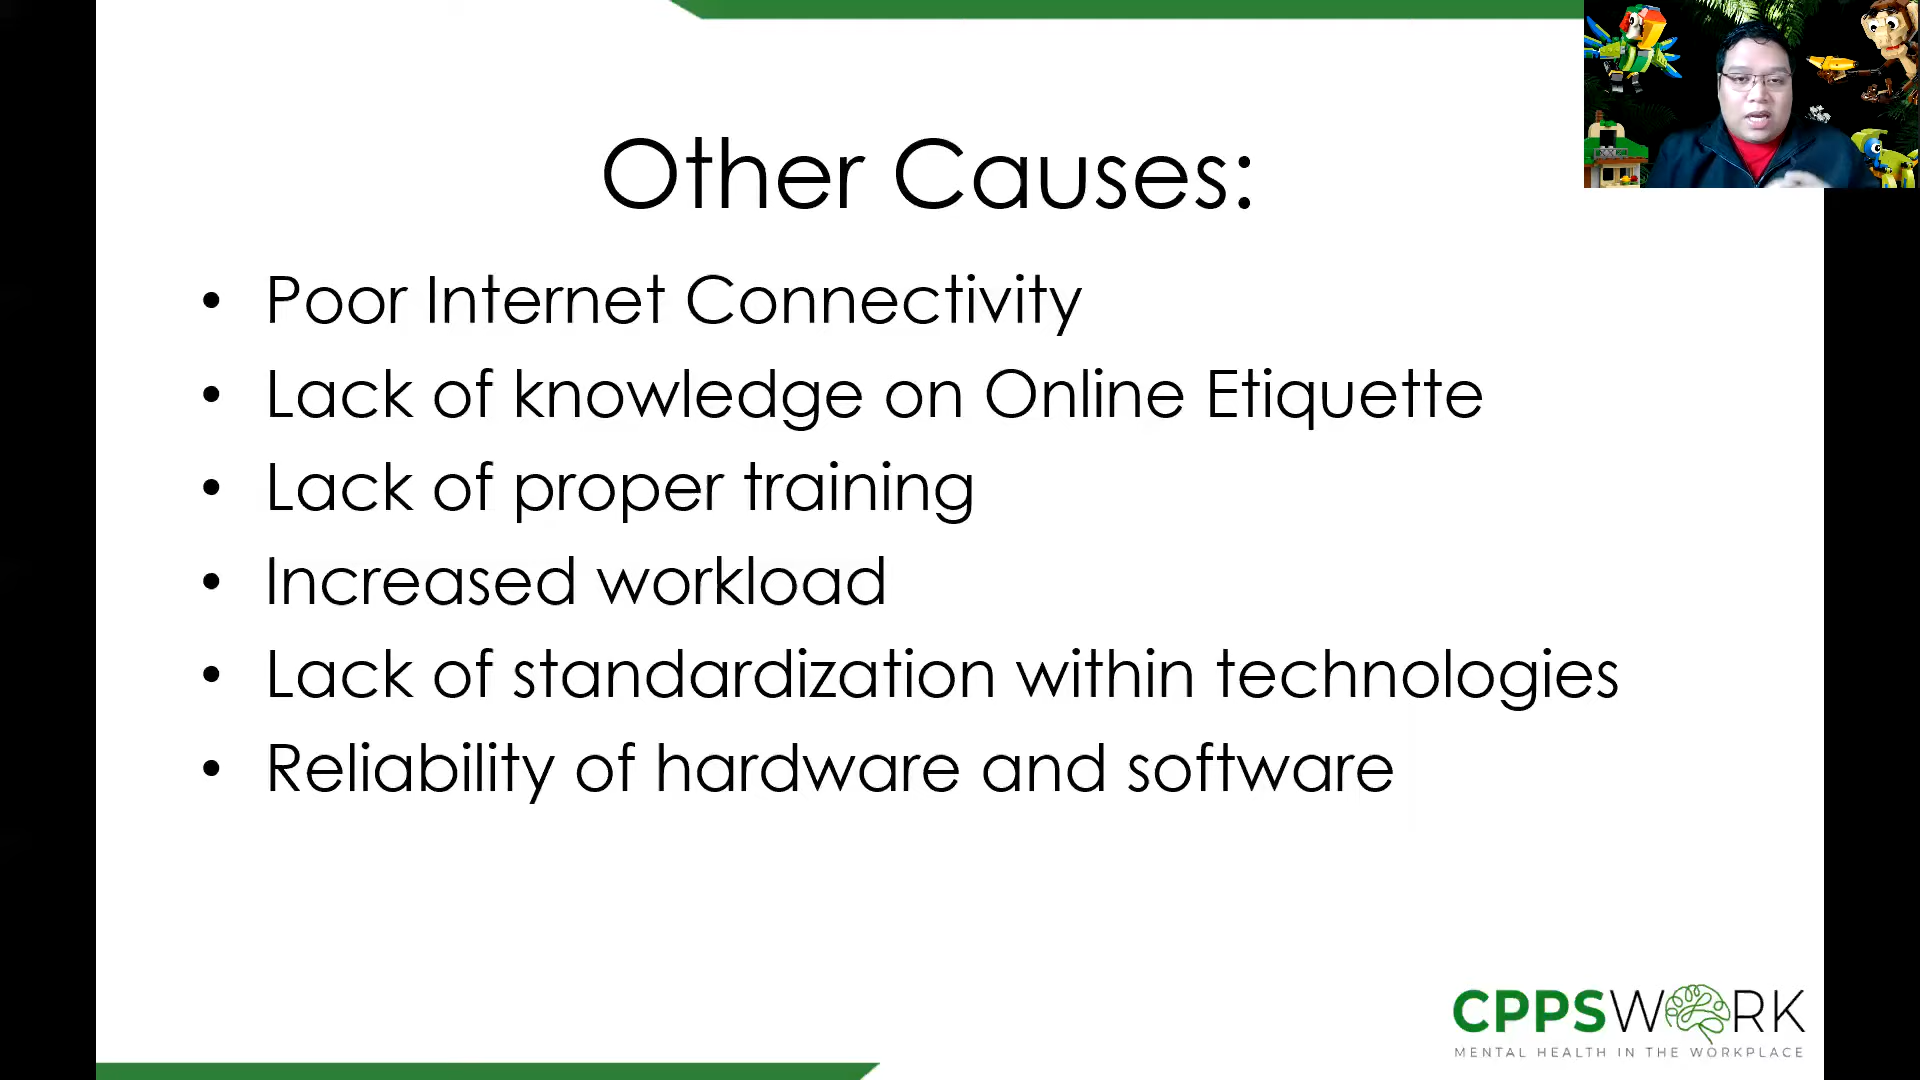 Other Causes:
• Poor Internet Connectivity
• Lack of knowledge on Online Etiquette
• Lack of proper training
• Increased workload
• Lack of standardization within technologies
• Reliability of hardware and software
CPPSWORK
MENTAL HEALTH IN THE WORKPLACE